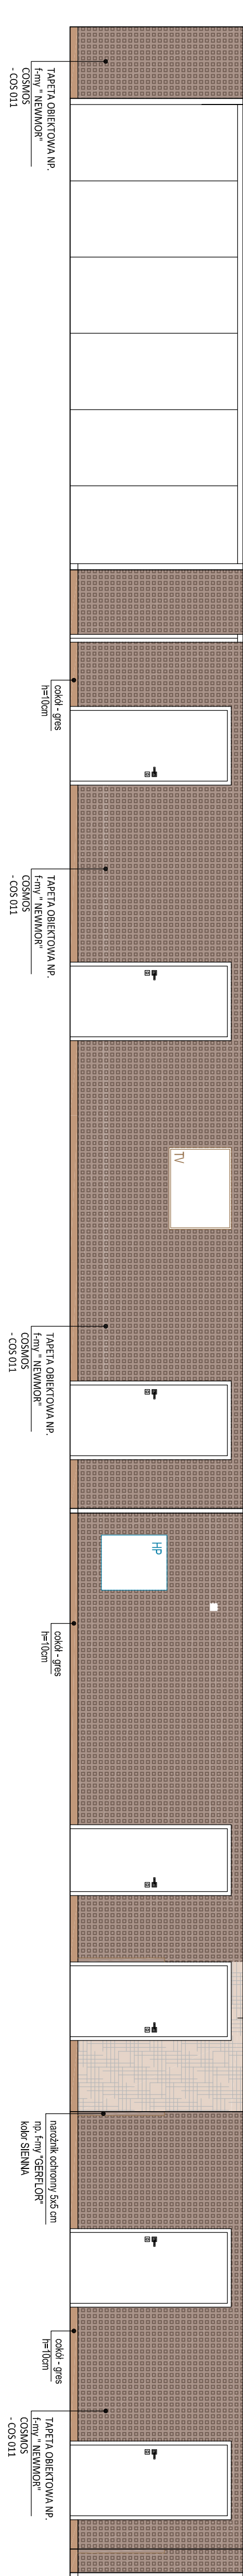 TAPETA OBIEKTOWA NP.
f-my " NEWMOR"
COSMOS
- COS 011
cokół - gres
h=10cm
TAPETA OBIEKTOWA NP.
f-my " NEWMOR"
COSMOS
- COS 011
TV
TAPETA OBIEKTOWA NP.
f-my " NEWMOR"
COSMOS
- COS 011
HP
cokół - gres
h=10cm
narożnik ochronny 5x5 cm
np. f-my "GERFLOR"
kolor SIENNA
cokół - gres
h=10cm
TAPETA OBIEKTOWA NP.
f-my " NEWMOR"
COSMOS
- COS 011